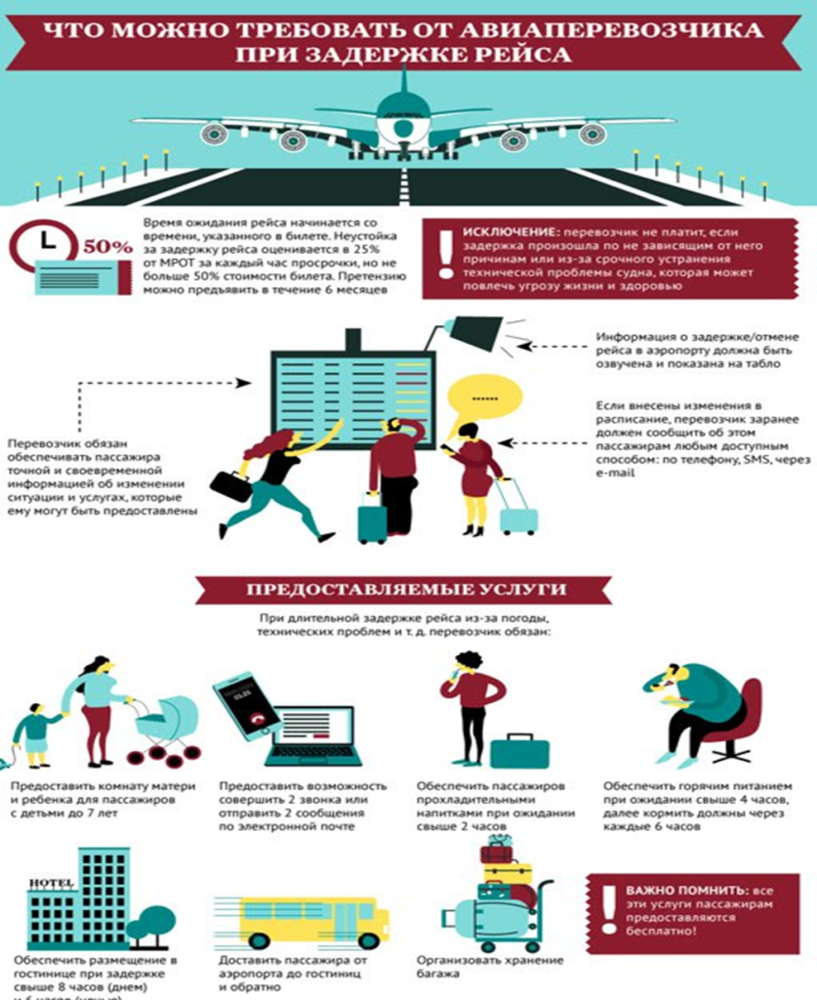 ЧТО МОЖНО ТРЕБОВАТЬ ОТ АВИАПЕРЕВОЗЧИКА
ПРИ ЗАДЕРЖКЕ РЕЙСА
50%
Время ожидания рейса начинается со
времени, указанного в билете. Неустойка
за задержку рейса оценивается в 25%
от МРОТ за каждый час просрочки, но не
больше 50% стоимости билета. Претензию
можно предъявить в течение 6 месяцев
ИСКЛЮЧЕНИЕ: перевозчик не платит, если
задержка произошла по не зависящим от него
причинам или из-за срочного устранения
технической проблемы судна, которая может
повлечь угрозу жизни и здоровью
Информация о задержке/отмене
рейса в аэропорту должна быть
озвучена и показана на табло
Если внесены изменения в
расписание, перевозчик заранее
должен сообщить об этом
пассажирам любым доступным
способом: по телефону, SMS, через
e-mail
Перевозчик обязан
обеспечивать пассажира
точной и своевременной
информацией об изменении
ситуации и услугах, которые
ему могут быть предоставлены
ПРЕДОСТАВЛЯЕМЫЕ УСЛУГИ
При длительной задержке рейса из-за погоды,
технических проблем и т. д. перевозчик обязан:
Предоставить комнату матери
и ребенка для пассажиров
с детьми до 7 лет
Предоставить возможность
совершить 2 звонка или
отправить 2 сообщения
по электронной почте
Обеспечить пассажиров
прохладительными
напитками при ожидании
свыше 2 часов
Обеспечить горячим питанием
при ожидании свыше 4 часов,
далее кормить должны через
каждые 6 часов
HOTEL
Обеспечить размещение в
гостинице при задержке
свыше 8 часов (днем)
и 6 часов (ночью)
Доставить пассажира от
аэропорта до гостиниц
и обратно
Организовать хранение
багажа
ВАЖНО ПОМНИТЬ: все
эти услуги пассажирам
предоставляются
бесплатно!